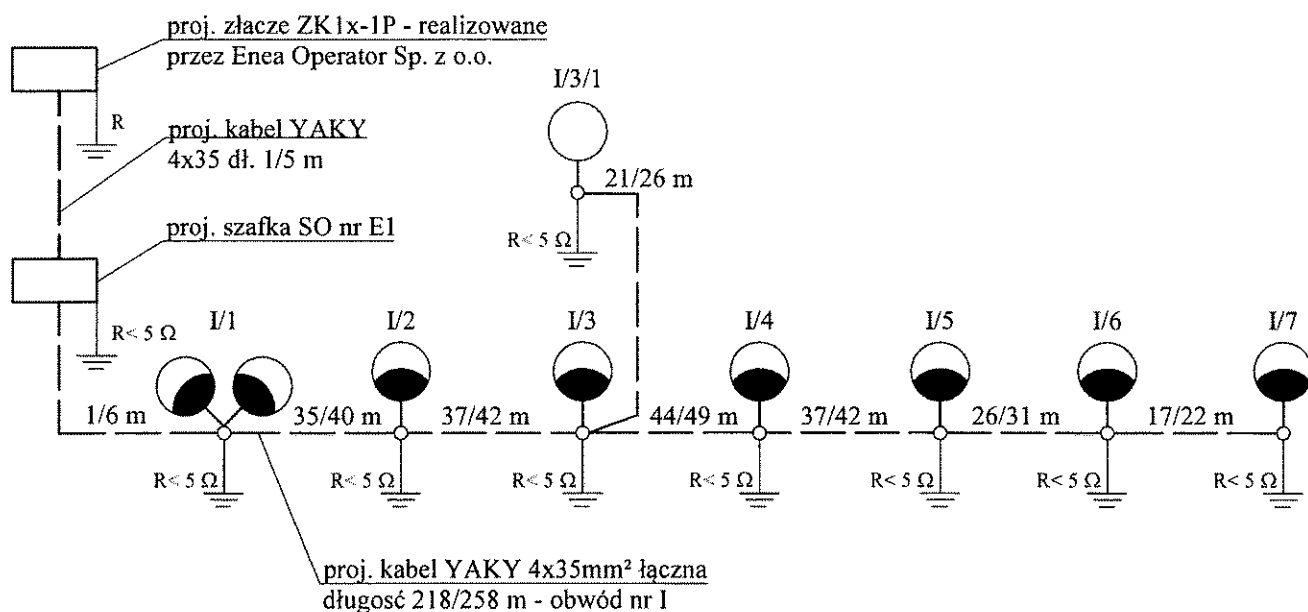 proj. złacze ZK1x-1P - realizowane
przez Enea Operator Sp. z o.o.
R
proj. kabel YAKY
4x35 dł. 1/5 m
I/3/1
21/26 m
R< 5 Ω
proj. szafka SO nr E1
R< 5 Ω
I/1
I/2
I/3
I/4
I/5
I/6
I/7
1/6 m
35/40 m
37/42 m
44/49 m
37/42 m
26/31 m
17/22 m
R< 5 Ω
R< 5 Ω
R< 5 Ω
R< 5 Ω
R< 5 Ω
R< 5 Ω
R< 5 Ω
proj. kabel YAKY 4x35mm² łączna
długosć 218/258 m - obwód nr I